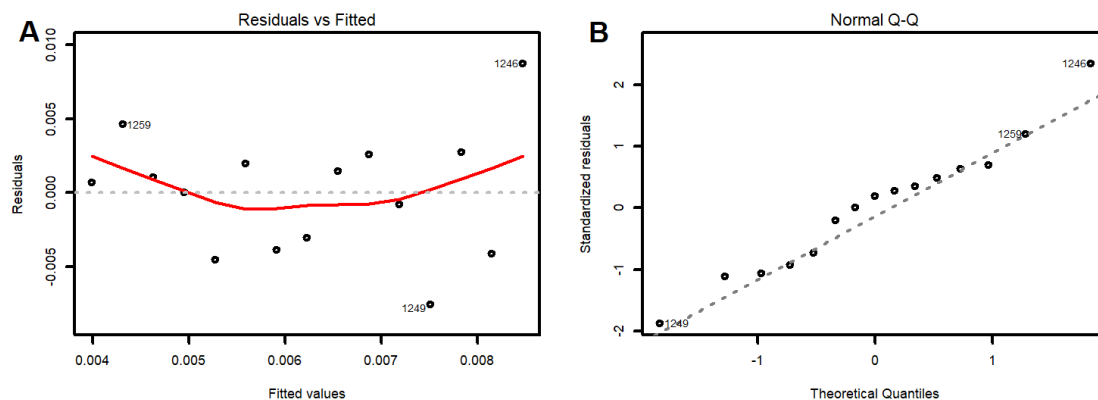 A
Residuals vs Fitted
Residuals
0.010
0.005
0.000
-0.005
1246
1259
1249
0.004 0.005 0.006 0.007 0.008
Fitted values
B
Normal Q-Q
Standardized residuals
2
1
0
-1
-2
1246
1259
1249
-1 0 1
Theoretical Quantiles